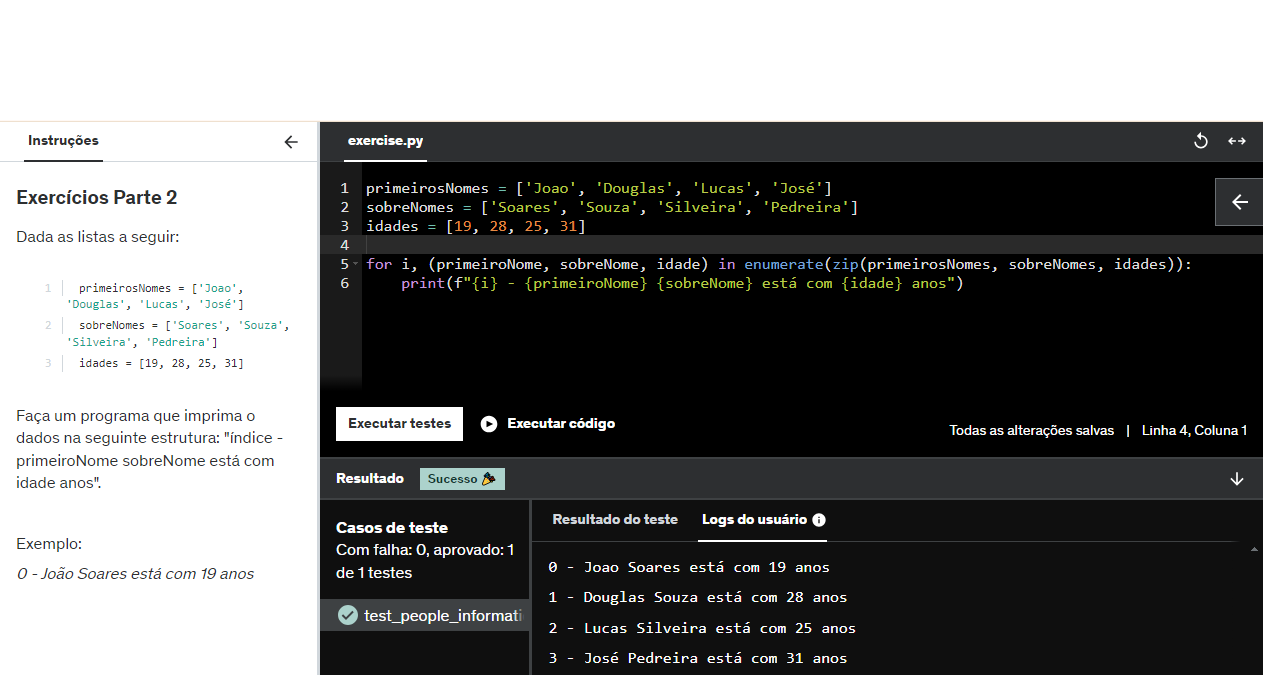 Instruções
Exercícios Parte 2
Dada as listas a seguir:
1 primeirosNomes = ['Joao',
'Douglas', 'Lucas', 'José']
2 sobreNomes = ['Soares', 'Souza',
'Silveira', 'Pedreira']
3 idades = [19, 28, 25, 31]
Faça um programa que imprima o
dados na seguinte estrutura: "índice -
primeiroNome sobreNome está com
idade anos".
Exemplo:
0 - João Soares está com 19 anos
exercise.py
1 primeirosNomes = ['Joao', 'Douglas', 'Lucas', 'José']
2 sobreNomes = ['Soares', 'Souza', 'Silveira', 'Pedreira']
3 idades = [19, 28, 25, 31]
4
5 for i, (primeiroNome, sobreNome, idade) in enumerate(zip(primeirosNomes, sobreNomes, idades)):
6 print(f"{i} - {primeiroNome} {sobreNome} está com {idade} anos")
Executar testes
Executar código
Todas as alterações salvas | Linha 4, Coluna 1
Resultado
Sucesso
Casos de teste
Com falha: 0, aprovado: 1
de 1 testes
test_people_informati
Resultado do teste
Logs do usuário
0 - Joao Soares está com 19 anos
1 - Douglas Souza está com 28 anos
2 - Lucas Silveira está com 25 anos
3 - José Pedreira está com 31 anos